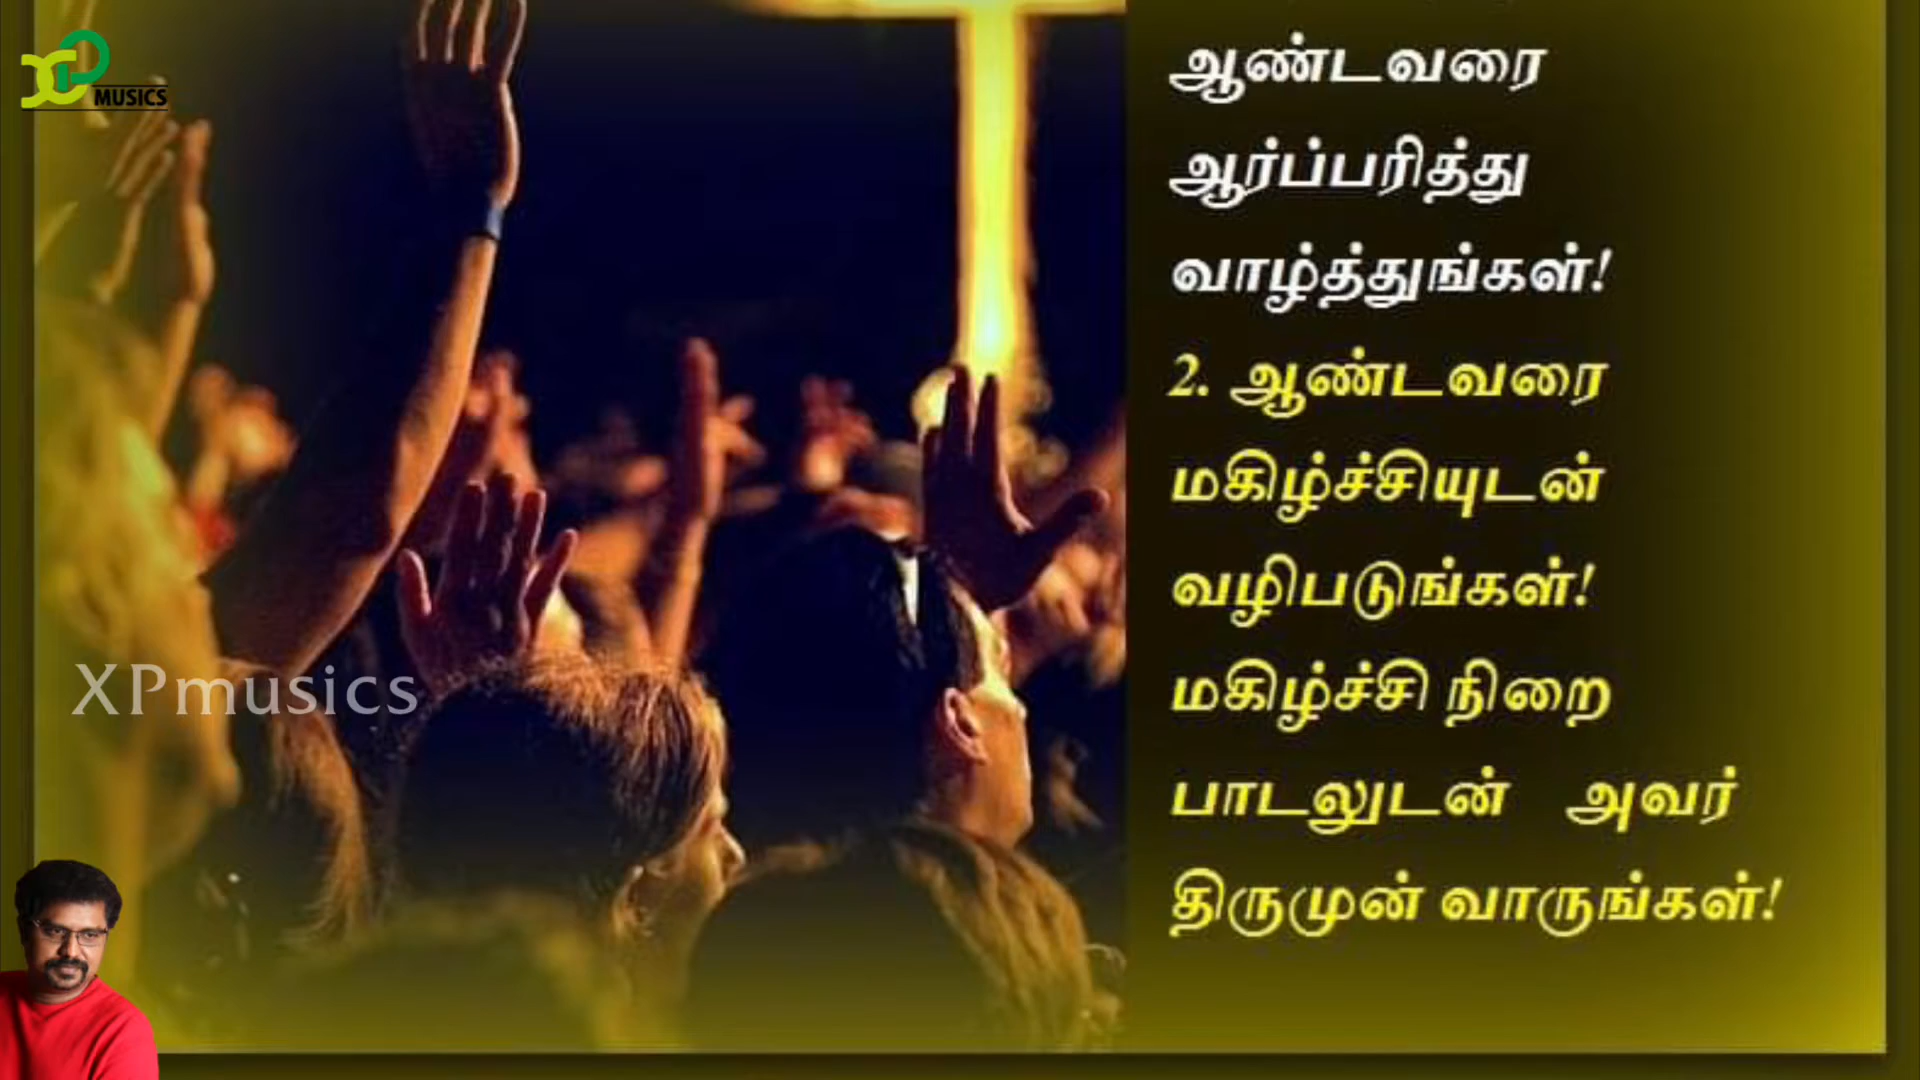 XP MUSICS
ஆண்டவரை
ஆர்ப்பரித்து
வாழ்த்துங்கள்!
2. ஆண்டவரை
மகிழ்ச்சியுடன்
வழிபடுங்கள்!
மகிழ்ச்சி நிறை
பாடலுடன் அவர்
திருமுன் வாருங்கள்!
XPmusics